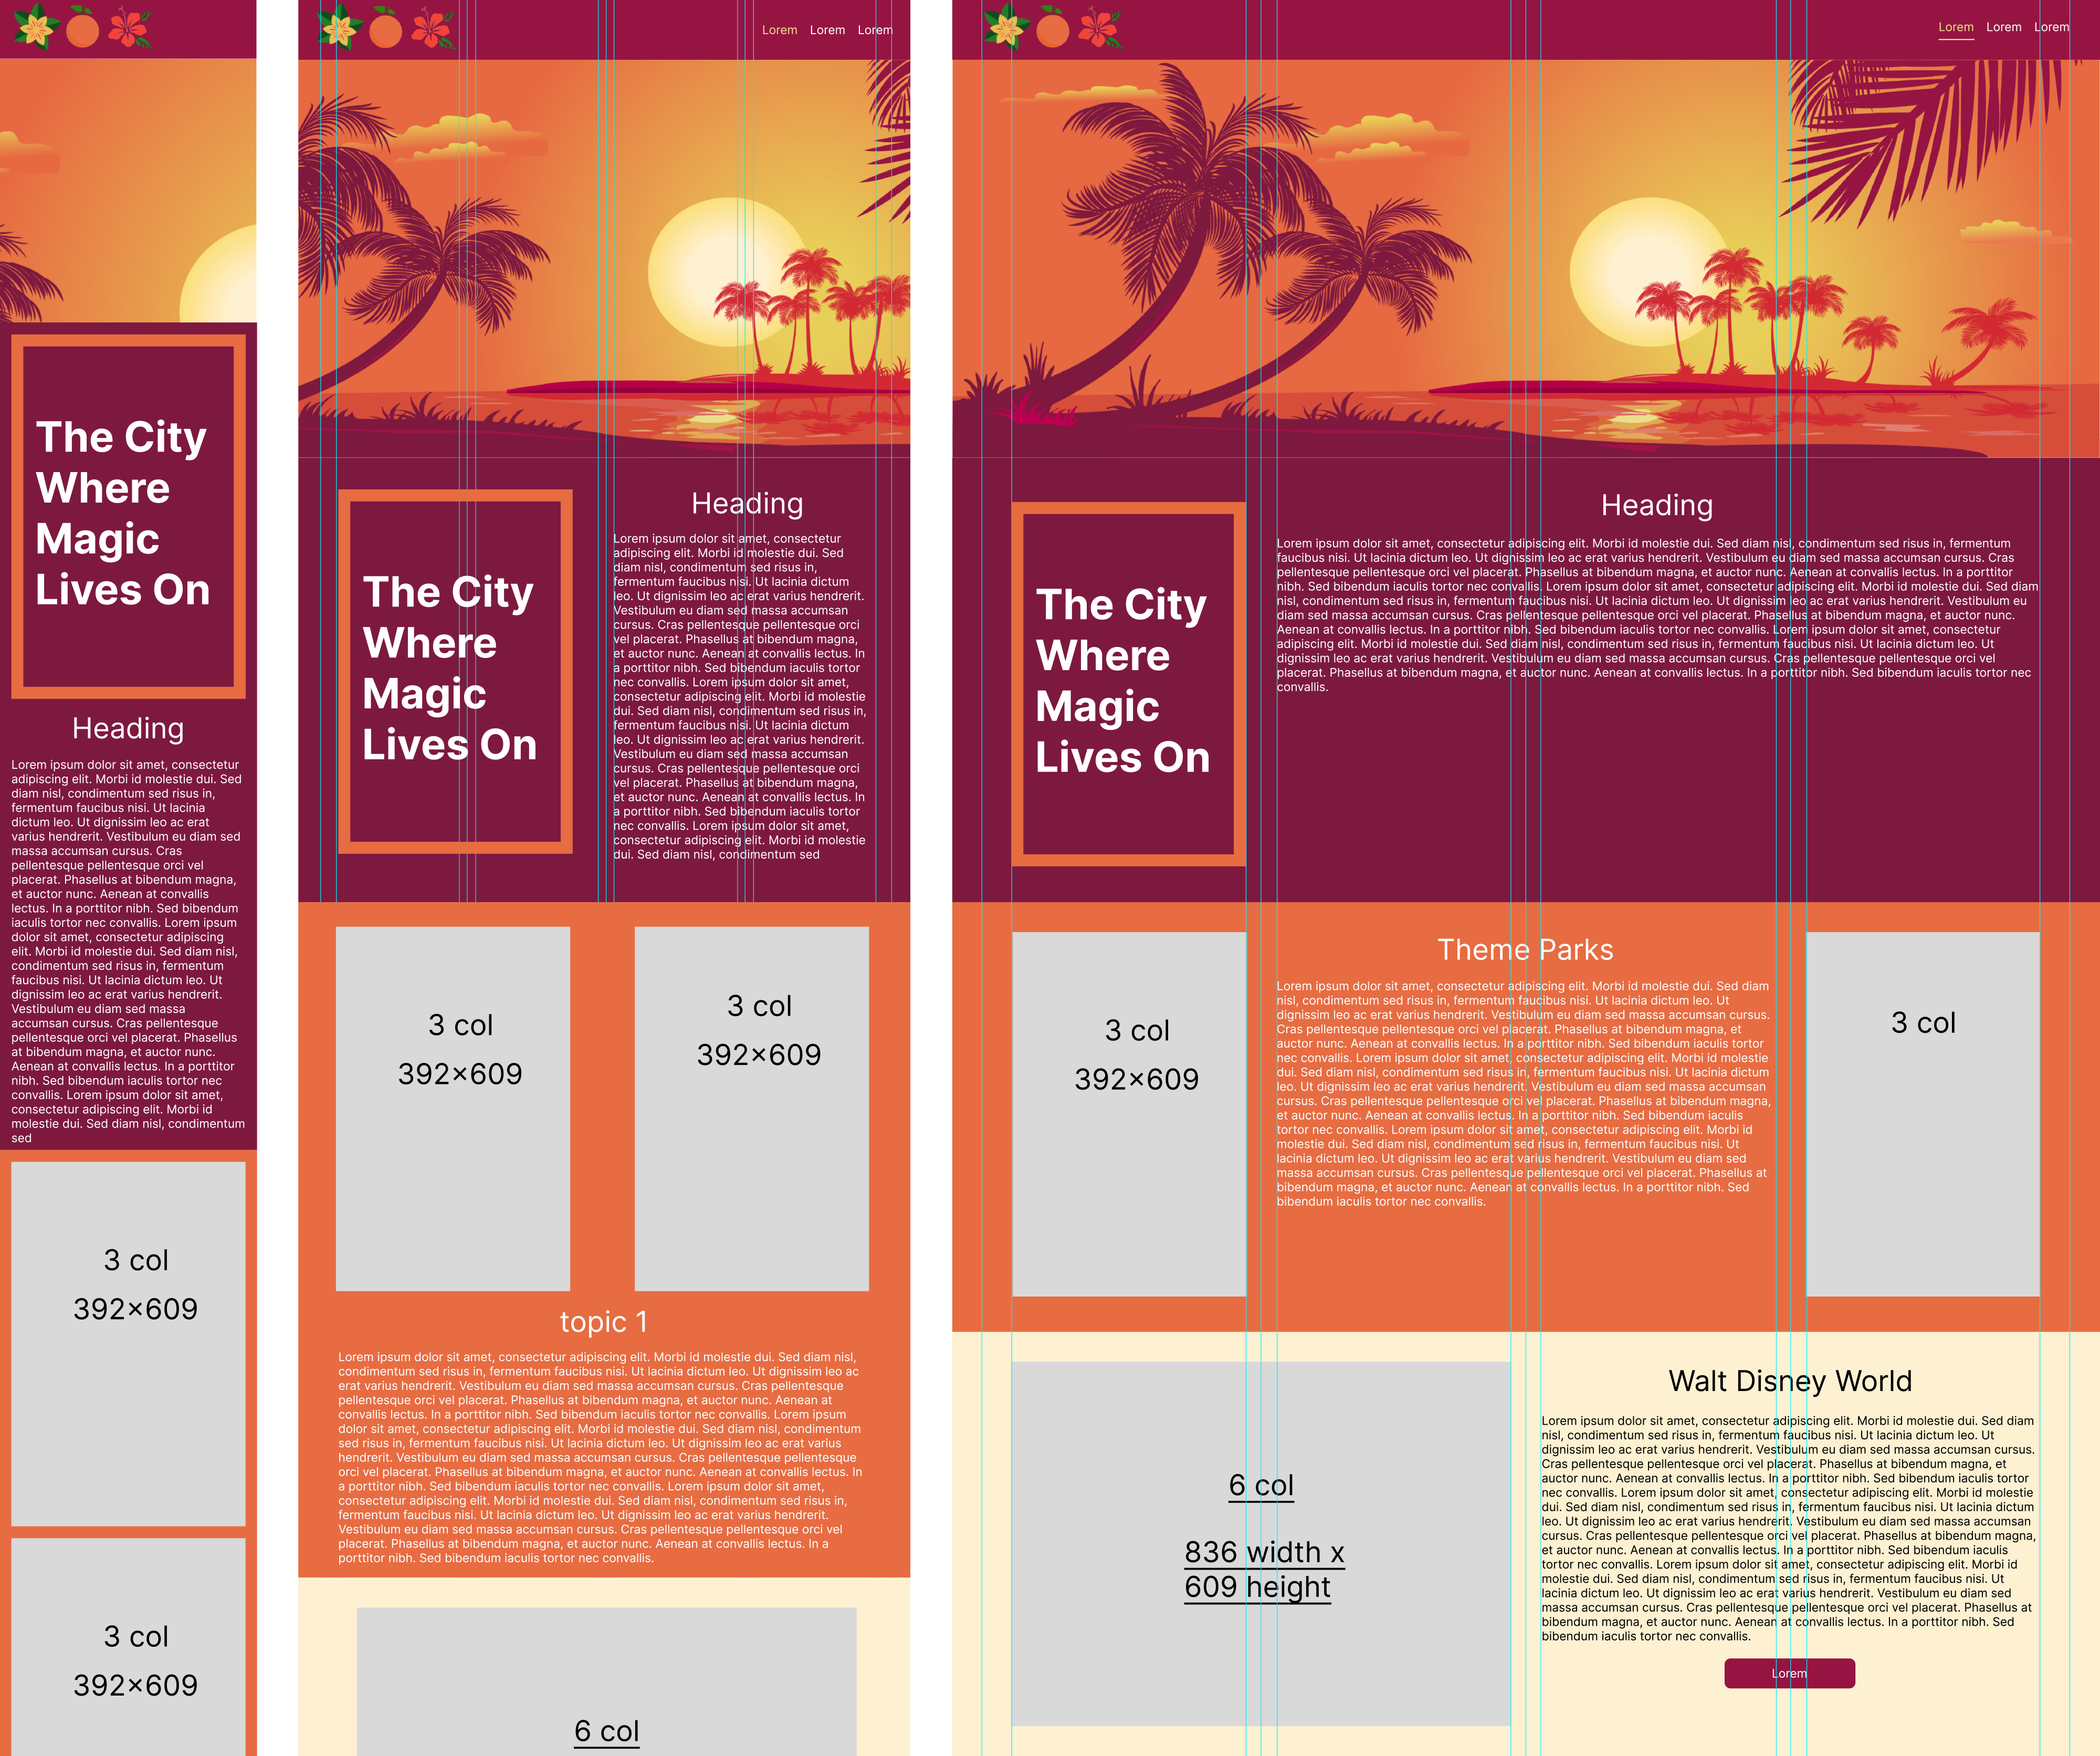 The City
Where
Magic
Lives On
Heading
Lorem ipsum dolor sit amet, consectetur
adipiscing elit. Morbi id molestie dui. Sed
diam nisl, condimentum sed risus in,
fermentum faucibus nisi. Ut lacinia
dictum leo. Ut dignissim leo ac erat
varius hendrerit. Vestibulum eu diam sed
massa accumsan cursus. Cras
pellentesque pellentesque orci vel
placerat. Phasellus at bibendum magna,
et auctor nunc. Aenean at convallis
lectus. In a porttitor nibh. Sed bibendum
iaculis tortor nec convallis. Lorem ipsum
dolor sit amet, consectetur adipiscing
elit. Morbi id molestie dui. Sed diam nisl,
condimentum sed risus in, fermentum
faucibus nisi. Ut lacinia dictum leo. Ut
dignissim leo ac erat varius hendrerit.
Vestibulum eu diam sed massa
accumsan cursus. Cras pellentesque
pellentesque orci vel placerat. Phasellus
at bibendum magna, et auctor nunc.
Aenean at convallis lectus. In a porttitor
nibh. Sed bibendum iaculis tortor nec
convallis. Lorem ipsum dolor sit amet,
consectetur adipiscing elit. Morbi id
molestie dui. Sed diam nisl, condimentum
sed
3 col
392×609
3 col
392×609
Lorem Lorem Lorem
The City
Where
Magic
Lives On
Heading
Lorem ipsum dolor sit amet, consectetur
adipiscing elit. Morbi id molestie dui. Sed
diam nisl, condimentum sed risus in,
fermentum faucibus nisi. Ut lacinia dictum
leo. Ut dignissim leo ac erat varius hendrerit.
Vestibulum eu diam sed massa accumsan
cursus. Cras pellentesque pellentesque orci
vel placerat. Phasellus at bibendum magna,
et auctor nunc. Aenean at convallis lectus. In
a porttitor nibh. Sed bibendum iaculis tortor
nec convallis. Lorem ipsum dolor sit amet,
consectetur adipiscing elit. Morbi id molestie
dui. Sed diam nisl, condimentum sed risus in,
fermentum faucibus nisi. Ut lacinia dictum
leo. Ut dignissim leo ac erat varius hendrerit.
Vestibulum eu diam sed massa accumsan
cursus. Cras pellentesque pellentesque orci
vel placerat. Phasellus at bibendum magna,
et auctor nunc. Aenean at convallis lectus. In
a porttitor nibh. Sed bibendum iaculis tortor
nec convallis. Lorem ipsum dolor sit amet,
consectetur adipiscing elit. Morbi id molestie
dui. Sed diam nisl, condimentum sed
3 col
392×609
3 col
392×609
topic 1
Lorem ipsum dolor sit amet, consectetur adipiscing elit. Morbi id molestie dui. Sed diam nisl,
condimentum sed risus in, fermentum faucibus nisi. Ut lacinia dictum leo. Ut dignissim leo ac
erat varius hendrerit. Vestibulum eu diam sed massa accumsan cursus. Cras pellentesque
pellentesque orci vel placerat. Phasellus at bibendum magna, et auctor nunc. Aenean at
convallis lectus. In a porttitor nibh. Sed bibendum iaculis tortor nec convallis. Lorem ipsum
dolor sit amet, consectetur adipiscing elit. Morbi id molestie dui. Sed diam nisl, condimentum
sed risus in, fermentum faucibus nisi. Ut lacinia dictum leo. Ut dignissim leo ac erat varius
hendrerit. Vestibulum eu diam sed massa accumsan cursus. Cras pellentesque pellentesque
orci vel placerat. Phasellus at bibendum magna, et auctor nunc. Aenean at convallis lectus. In
a porttitor nibh. Sed bibendum iaculis tortor nec convallis. Lorem ipsum dolor sit amet,
consectetur adipiscing elit. Morbi id molestie dui. Sed diam nisl, condimentum sed risus in,
fermentum faucibus nisi. Ut lacinia dictum leo. Ut dignissim leo ac erat varius hendrerit.
Vestibulum eu diam sed massa accumsan cursus. Cras pellentesque pellentesque orci vel
placerat. Phasellus at bibendum magna, et auctor nunc. Aenean at convallis lectus. In a
porttitor nibh. Sed bibendum iaculis tortor nec convallis.
6 col
Lorem Lorem Lorem
The City
Where
Magic
Lives On
Heading
Lorem ipsum dolor sit amet, consectetur adipiscing elit. Morbi id molestie dui. Sed diam nisl, condimentum sed risus in, fermentum
faucibus nisi. Ut lacinia dictum leo. Ut dignissim leo ac erat varius hendrerit. Vestibulum eu diam sed massa accumsan cursus. Cras
pellentesque pellentesque orci vel placerat. Phasellus at bibendum magna, et auctor nunc. Aenean at convallis lectus. In a porttitor
nibh. Sed bibendum iaculis tortor nec convallis. Lorem ipsum dolor sit amet, consectetur adipiscing elit. Morbi id molestie dui. Sed diam
nisl, condimentum sed risus in, fermentum faucibus nisi. Ut lacinia dictum leo. Ut dignissim leo ac erat varius hendrerit. Vestibulum eu
diam sed massa accumsan cursus. Cras pellentesque pellentesque orci vel placerat. Phasellus at bibendum magna, et auctor nunc.
Aenean at convallis lectus. In a porttitor nibh. Sed bibendum iaculis tortor nec convallis. Lorem ipsum dolor sit amet, consectetur
adipiscing elit. Morbi id molestie dui. Sed diam nisl, condimentum sed risus in, fermentum faucibus nisi. Ut lacinia dictum leo. Ut
dignissim leo ac erat varius hendrerit. Vestibulum eu diam sed massa accumsan cursus. Cras pellentesque pellentesque orci vel
placerat. Phasellus at bibendum magna, et auctor nunc. Aenean at convallis lectus. In a porttitor nibh. Sed bibendum iaculis tortor nec
convallis.
3 col
392×609
Theme Parks
Lorem ipsum dolor sit amet, consectetur adipiscing elit. Morbi id molestie dui. Sed diam
nisl, condimentum sed risus in, fermentum faucibus nisi. Ut lacinia dictum leo. Ut
dignissim leo ac erat varius hendrerit. Vestibulum eu diam sed massa accumsan cursus.
Cras pellentesque pellentesque orci vel placerat. Phasellus at bibendum magna, et
auctor nunc. Aenean at convallis lectus. In a porttitor nibh. Sed bibendum iaculis tortor
nec convallis. Lorem ipsum dolor sit amet, consectetur adipiscing elit. Morbi id molestie
dui. Sed diam nisl, condimentum sed risus in, fermentum faucibus nisi. Ut lacinia dictum
leo. Ut dignissim leo ac erat varius hendrerit. Vestibulum eu diam sed massa accumsan
cursus. Cras pellentesque pellentesque orci vel placerat. Phasellus at bibendum magna,
et auctor nunc. Aenean at convallis lectus. In a porttitor nibh. Sed bibendum iaculis
tortor nec convallis. Lorem ipsum dolor sit amet, consectetur adipiscing elit. Morbi id
molestie dui. Sed diam nisl, condimentum sed risus in, fermentum faucibus nisi. Ut
lacinia dictum leo. Ut dignissim leo ac erat varius hendrerit. Vestibulum eu diam sed
massa accumsan cursus. Cras pellentesque pellentesque orci vel placerat. Phasellus at
bibendum magna, et auctor nunc. Aenean at convallis lectus. In a porttitor nibh. Sed
bibendum iaculis tortor nec convallis.
3 col
6 col
836 width x
609 height
Walt Disney World
Lorem ipsum dolor sit amet, consectetur adipiscing elit. Morbi id molestie dui. Sed diam
nisl, condimentum sed risus in, fermentum faucibus nisi. Ut lacinia dictum leo. Ut
dignissim leo ac erat varius hendrerit. Vestibulum eu diam sed massa accumsan cursus.
Cras pellentesque pellentesque orci vel placerat. Phasellus at bibendum magna, et
auctor nunc. Aenean at convallis lectus. In a porttitor nibh. Sed bibendum iaculis tortor
nec convallis. Lorem ipsum dolor sit amet, consectetur adipiscing elit. Morbi id molestie
dui. Sed diam nisl, condimentum sed risus in, fermentum faucibus nisi. Ut lacinia dictum
leo. Ut dignissim leo ac erat varius hendrerit. Vestibulum eu diam sed massa accumsan
cursus. Cras pellentesque pellentesque orci vel placerat. Phasellus at bibendum magna,
et auctor nunc. Aenean at convallis lectus. In a porttitor nibh. Sed bibendum iaculis
tortor nec convallis. Lorem ipsum dolor sit amet, consectetur adipiscing elit. Morbi id
molestie dui. Sed diam nisl, condimentum sed risus in, fermentum faucibus nisi. Ut
lacinia dictum leo. Ut dignissim leo ac erat varius hendrerit. Vestibulum eu diam sed
massa accumsan cursus. Cras pellentesque pellentesque orci vel placerat. Phasellus at
bibendum magna, et auctor nunc. Aenean at convallis lectus. In a porttitor nibh. Sed
bibendum iaculis tortor nec convallis.
Lorem